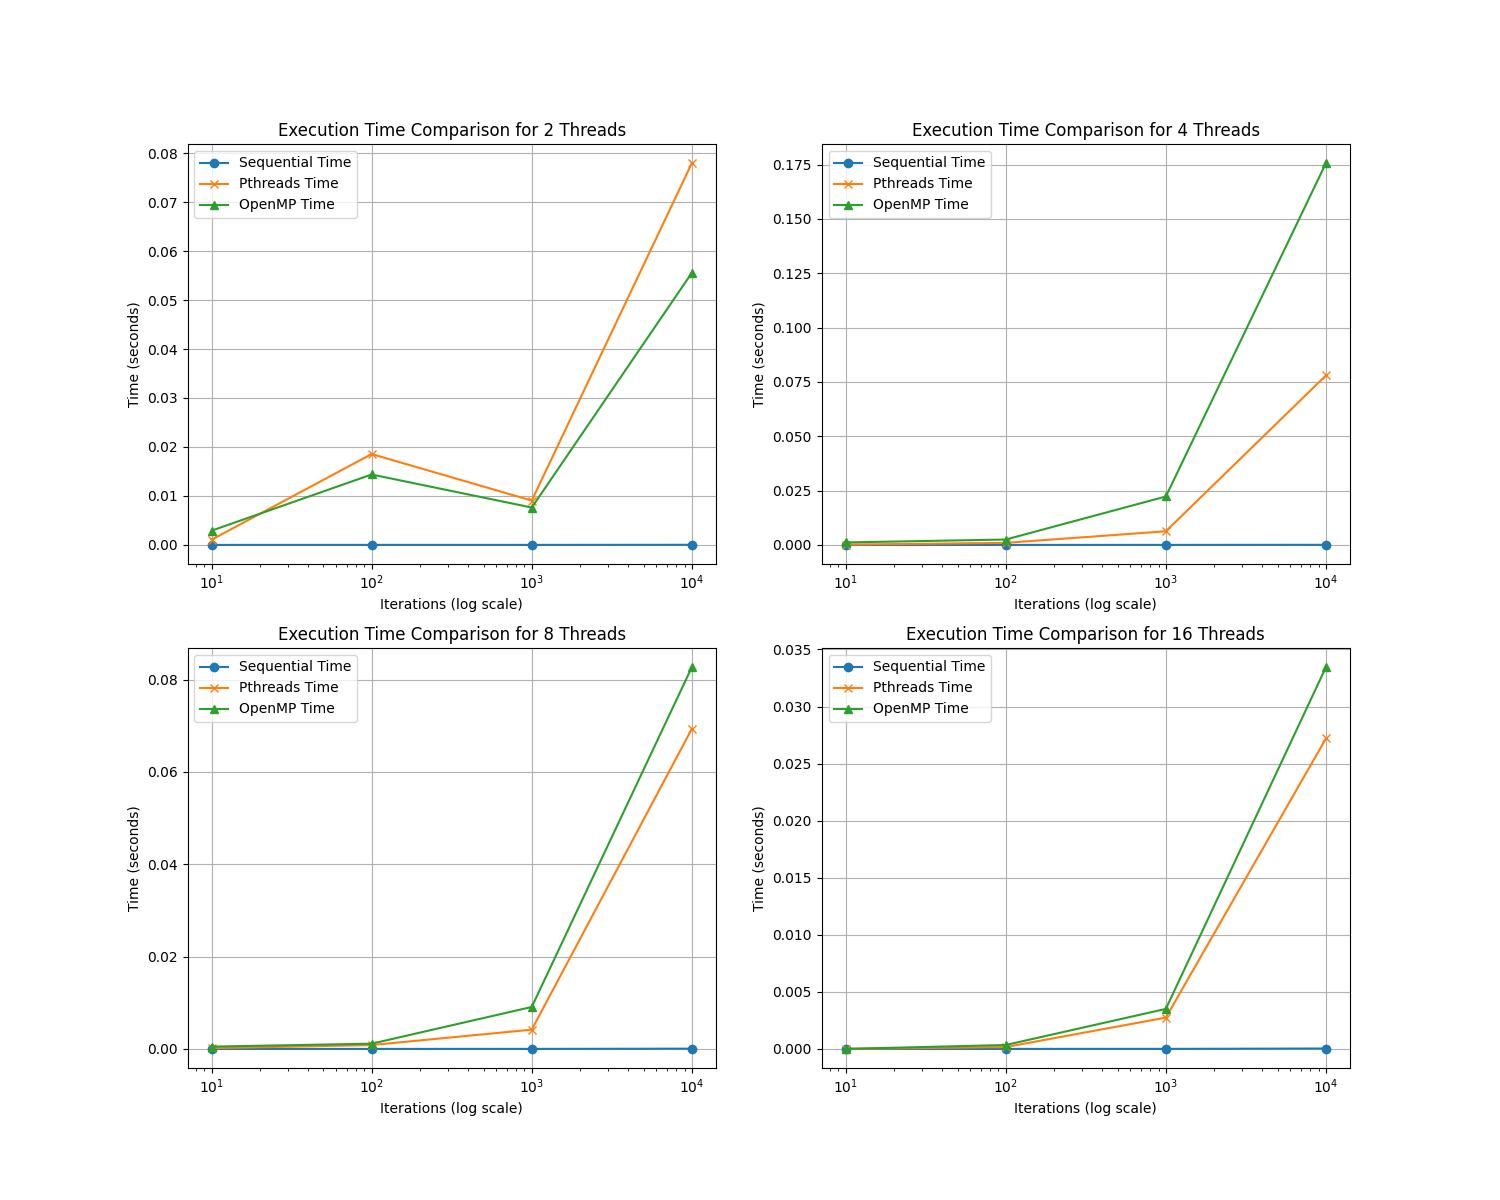 Execution Time Comparison for 2 Threads
Sequential Time
Pthreads Time
OpenMP Time
0.08
0.07
0.06
0.05
0.04
0.03
0.02
0.01
0.00
Time (seconds)
10¹ 10² 10³ 10⁴
Iterations (log scale)
Execution Time Comparison for 4 Threads
Sequential Time
Pthreads Time
OpenMP Time
0.175
0.150
0.125
0.100
0.075
0.050
0.025
0.000
Time (seconds)
10¹ 10² 10³ 10⁴
Iterations (log scale)
Execution Time Comparison for 8 Threads
Sequential Time
Pthreads Time
OpenMP Time
0.08
0.06
0.04
0.02
0.00
Time (seconds)
10¹ 10² 10³ 10⁴
Iterations (log scale)
Execution Time Comparison for 16 Threads
Sequential Time
Pthreads Time
OpenMP Time
0.035
0.030
0.025
0.020
0.015
0.010
0.005
0.000
Time (seconds)
10¹ 10² 10³ 10⁴
Iterations (log scale)